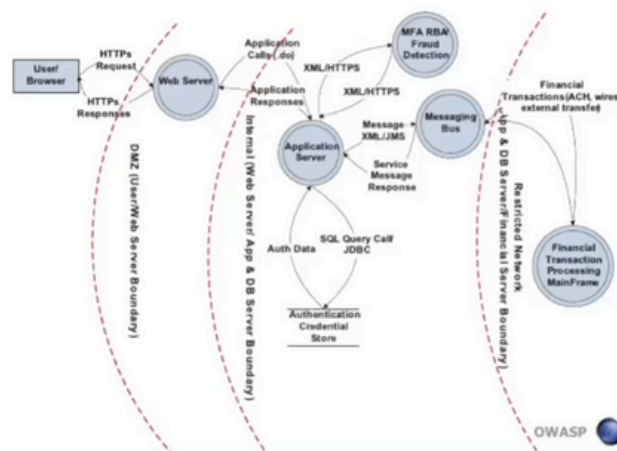 User/
Browser
HTTPs
Request
HTTPs
Responses
Web Server
Application
Calls (.do)
Application
Responses
XML/HTTPS
XML/HTTPS
MFA RBA/
Fraud
Detection
Application
Server
Message
XML/JMS
Service
Message
Response
Messaging
Bus
Financial
Transactions (ACH, wires
external transfer)
Financial
Transaction
Processing
MainFrame
Auth Data
SQL Query Call/
JDBC
Authentication
Credential
Store
DMZ (User/Web Server Boundary)
Internal (Web Server/ App & DB Server Boundary)
Restricted Network
App & DB Server/Financial Server Boundary)
OWASP